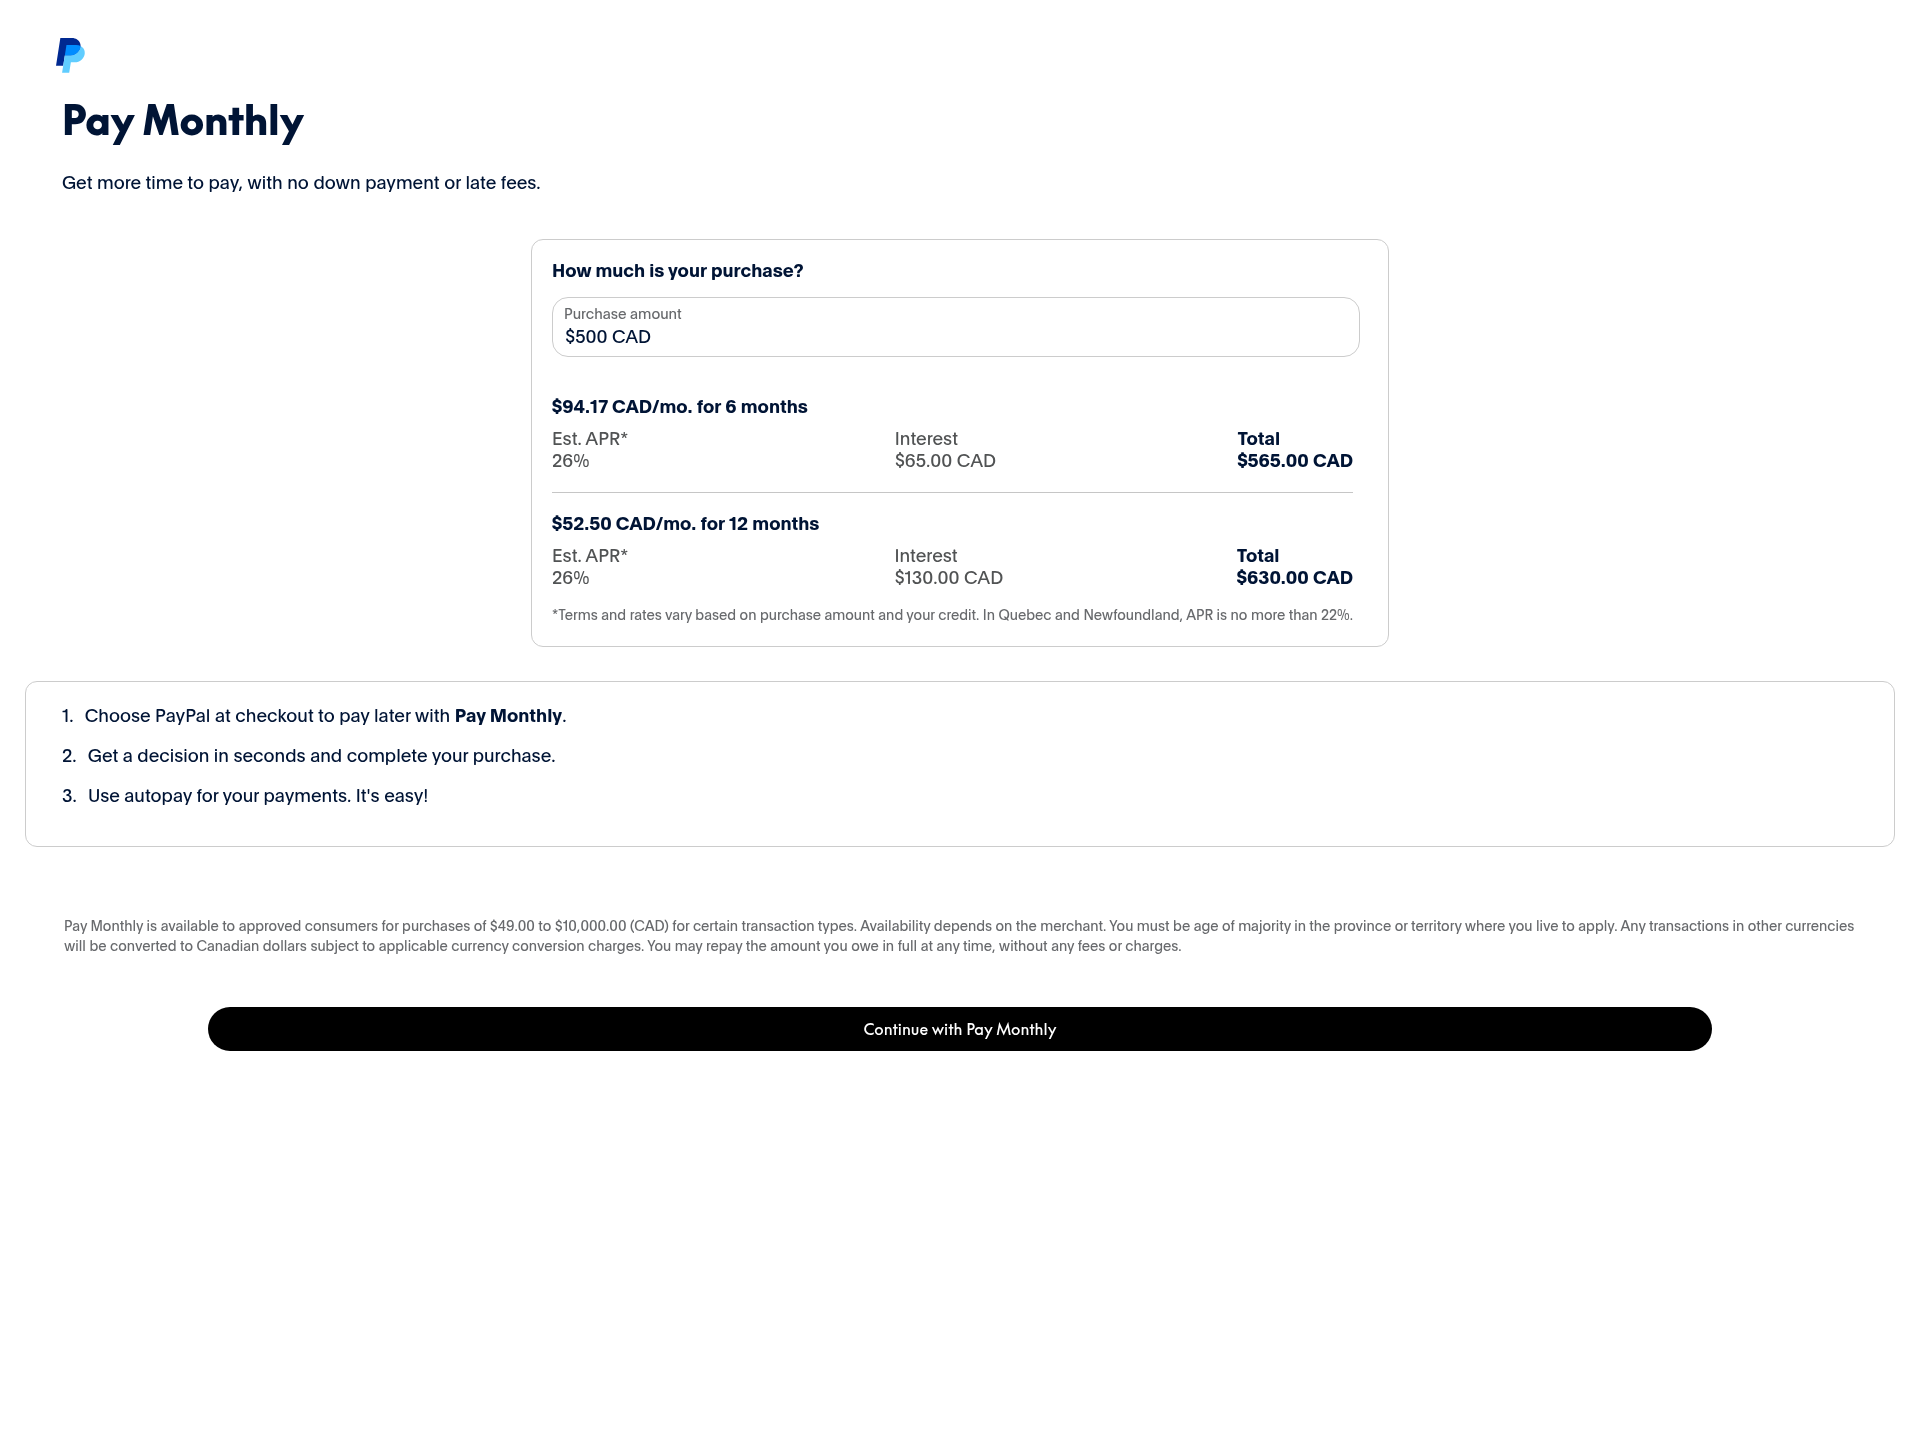 Pay Monthly
Get more time to pay, with no down payment or late fees.
How much is your purchase?
Purchase amount
$500 CAD
$94.17 CAD/mo. for 6 months
Est. APR* Interest Total
26% $65.00 CAD $565.00 CAD
$52.50 CAD/mo. for 12 months
Est. APR* Interest Total
26% $130.00 CAD $630.00 CAD
*Terms and rates vary based on purchase amount and your credit. In Quebec and Newfoundland, APR is no more than 22%.
1. Choose PayPal at checkout to pay later with Pay Monthly.
2. Get a decision in seconds and complete your purchase.
3. Use autopay for your payments. It's easy!
Pay Monthly is available to approved consumers for purchases of $49.00 to $10,000.00 (CAD) for certain transaction types. Availability depends on the merchant. You must be age of majority in the province or territory where you live to apply. Any transactions in other currencies
will be converted to Canadian dollars subject to applicable currency conversion charges. You may repay the amount you owe in full at any time, without any fees or charges.
Continue with Pay Monthly